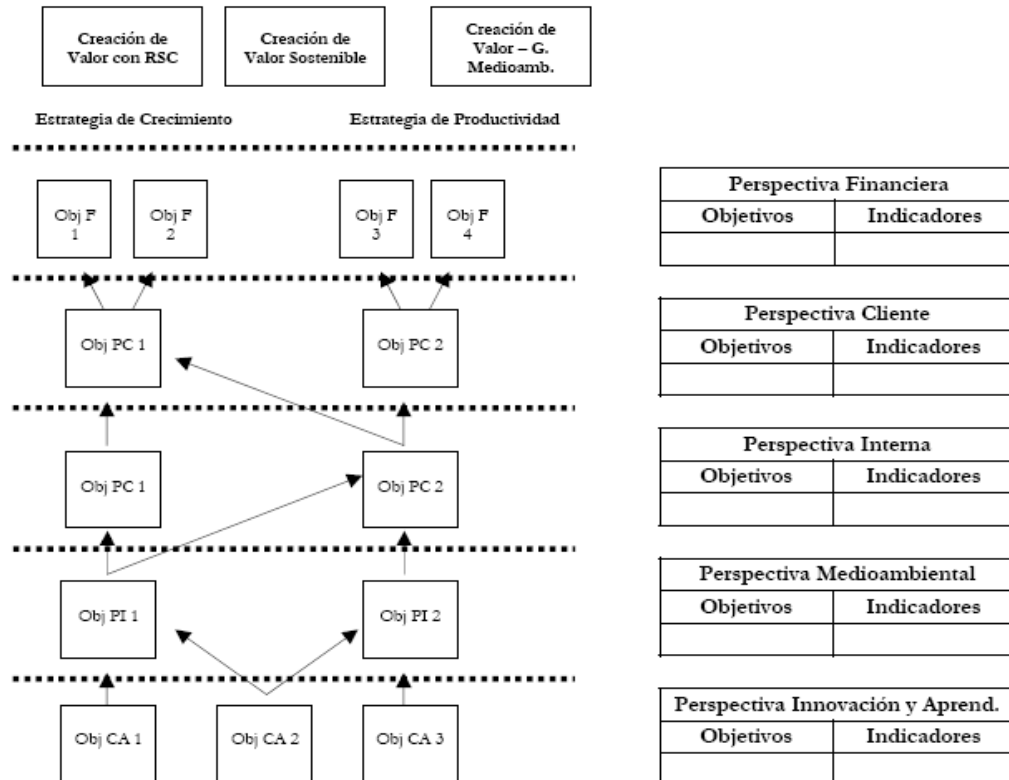 Creación de
Valor con RSC
Creación de
Valor Sostenible
Creación de
Valor – G.
Medioamb.
Estrategia de Crecimiento
Estrategia de Productividad
Obj F
1
Obj F
2
Obj F
3
Obj F
4
Perspectiva Financiera
Objetivos
Indicadores
Obj PC 1
Obj PC 2
Perspectiva Cliente
Objetivos
Indicadores
Obj PC 1
Obj PC 2
Perspectiva Interna
Objetivos
Indicadores
Obj PI 1
Obj PI 2
Perspectiva Medioambiental
Objetivos
Indicadores
Obj CA 1
Obj CA 2
Obj CA 3
Perspectiva Innovación y Aprend.
Objetivos
Indicadores